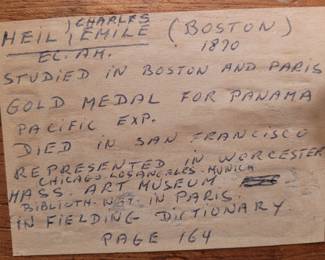 CHARLES
HEIL, EMILE (BOSTON)
EC. AM. 1870
STUDIED IN BOSTON AND PARIS
GOLD MEDAL FOR PANAMA
PACIFIC EXP.
DIED IN SAN FRANCISCO
REPRESENTED IN WORCESTER
CHICAGO LOS ANGELES. MUNICH
MASS. ART MUSEUM
BIBLIOTH. NAT. IN PARIS.
IN FIELDING DICTIONARY
PAGE 164